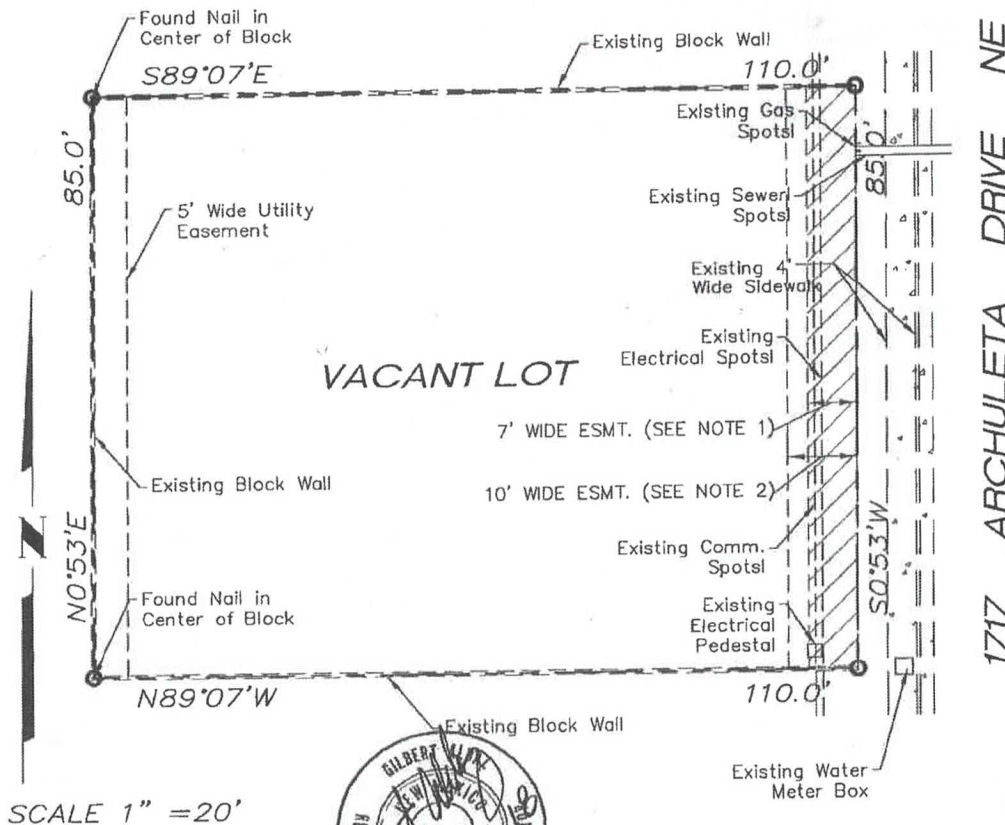 Found Nail in
Center of Block
S89°07'E
Existing Block Wall
110.0'
85.0'
Existing Gas
Spotsl
85.0'
5' Wide Utility
Easement
Existing Sewer
Spotsl
Existing 4'
Wide Sidewalk
Existing
Electrical Spotsl
VACANT LOT
7' WIDE ESMT. (SEE NOTE 1)
10' WIDE ESMT. (SEE NOTE 2)
Existing Block Wall
Existing Comm.
Spotsl
N
N0°53'E
S0°53'W
Found Nail in
Center of Block
Existing
Electrical
Pedestal
N89°07'W
110.0'
Existing Block Wall
Existing Water
Meter Box
1717 ARCHULETA DRIVE NE
GILBERT
NEW MEXICO
SCALE 1" =20'